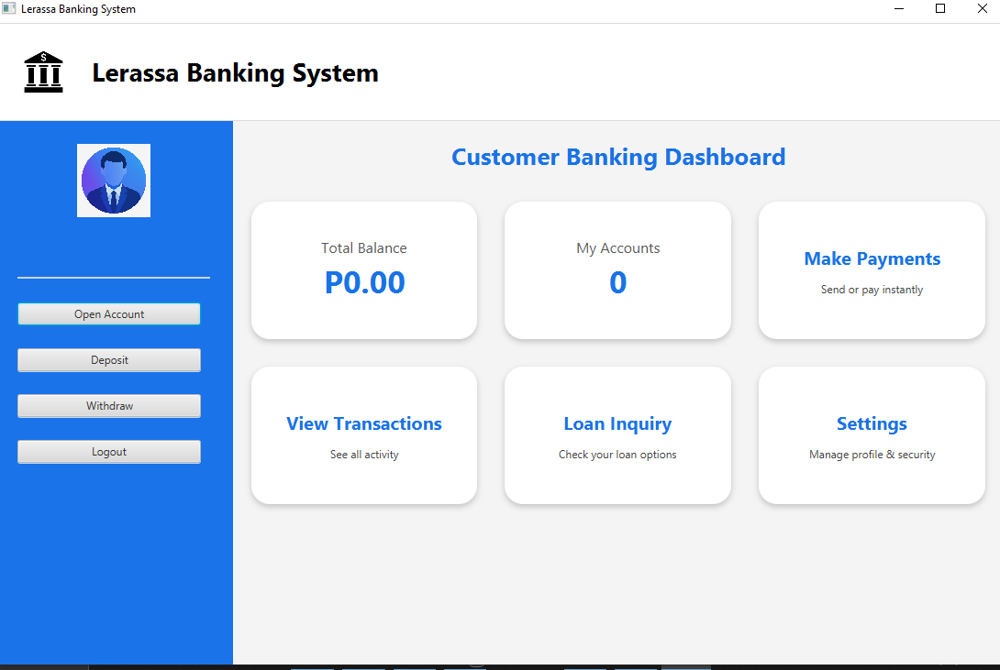 Lerassa Banking System
$
Lerassa Banking System
Customer Banking Dashboard
Open Account
Deposit
Withdraw
Logout
Total Balance
P0.00
My Accounts
0
Make Payments
Send or pay instantly
View Transactions
See all activity
Loan Inquiry
Check your loan options
Settings
Manage profile & security